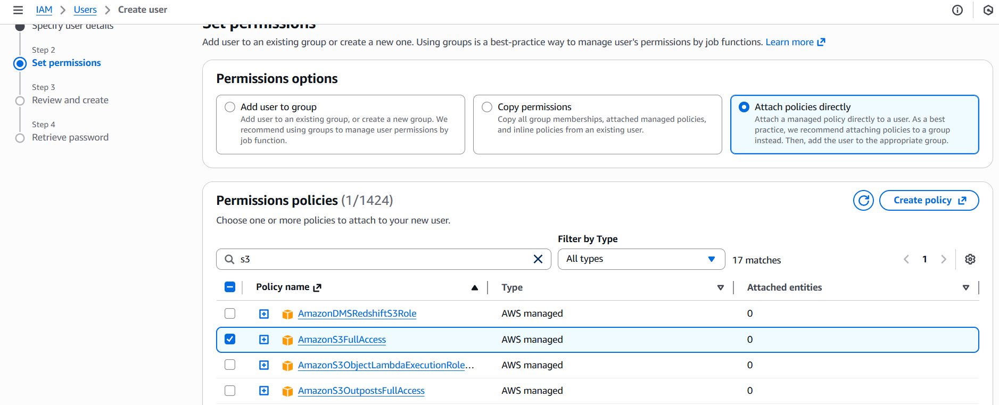 IAM > Users > Create user
Specify user details
Step 2
Set permissions
Step 3
Review and create
Step 4
Retrieve password
Set permissions
Add user to an existing group or create a new one. Using groups is a best-practice way to manage user's permissions by job functions. Learn more
Permissions options
Add user to group
Add user to an existing group, or create a new group. We
recommend using groups to manage user permissions by
job function.
Copy permissions
Copy all group memberships, attached managed policies,
and inline policies from an existing user.
Attach policies directly
Attach a managed policy directly to a user. As a best
practice, we recommend attaching policies to a group
instead. Then, add the user to the appropriate group.
Permissions policies (1/1424)
Create policy
Choose one or more policies to attach to your new user.
Filter by Type
s3
All types
17 matches
1
Policy name Type Attached entities
AmazonDMSRedshiftS3Role AWS managed 0
AmazonS3FullAccess AWS managed 0
AmazonS3ObjectLambdaExecutionRole... AWS managed 0
AmazonS3OutpostsFullAccess AWS managed 0